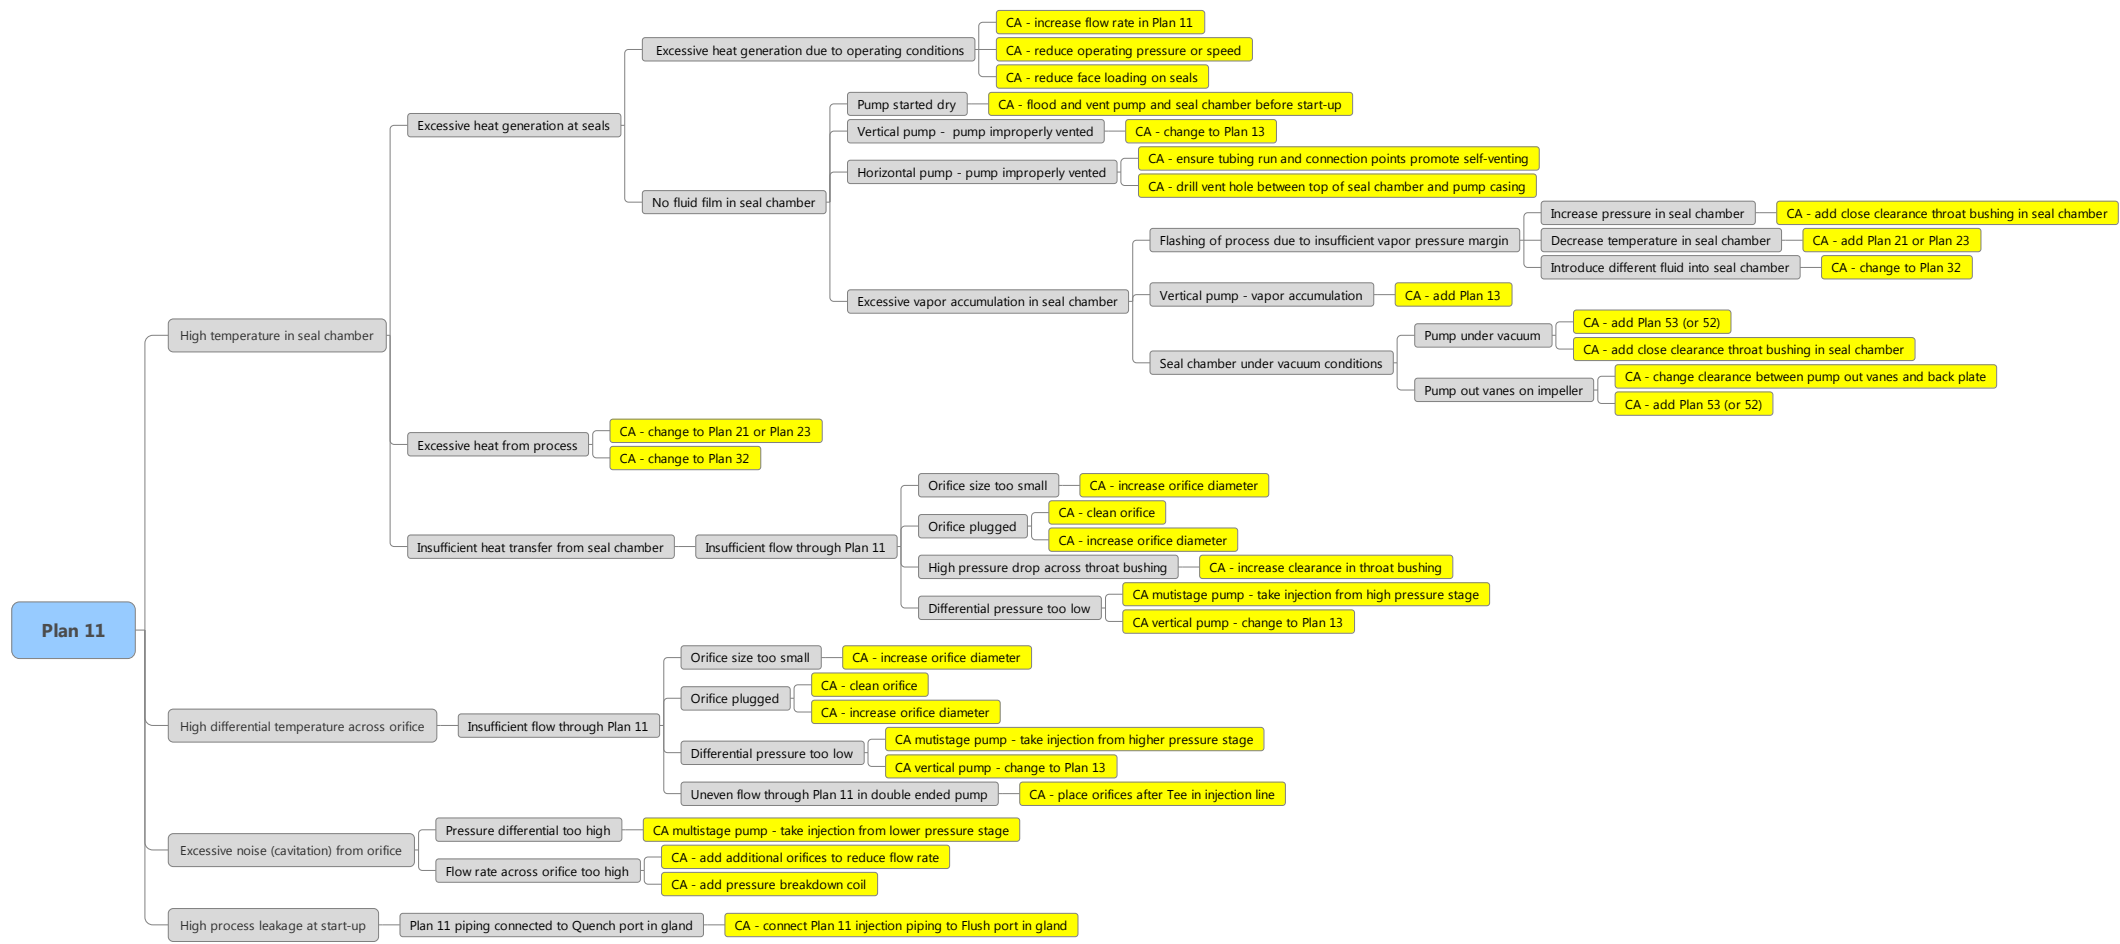 Plan 11
High temperature in seal chamber
Excessive heat generation at seals
Excessive heat generation due to operating conditions
CA - increase flow rate in Plan 11
CA - reduce operating pressure or speed
CA - reduce face loading on seals
No fluid film in seal chamber
Pump started dry
CA - flood and vent pump and seal chamber before start-up
Vertical pump - pump improperly vented
CA - change to Plan 13
Horizontal pump - pump improperly vented
CA - ensure tubing run and connection points promote self-venting
CA - drill vent hole between top of seal chamber and pump casing
Excessive vapor accumulation in seal chamber
Flashing of process due to insufficient vapor pressure margin
Increase pressure in seal chamber
CA - add close clearance throat bushing in seal chamber
Decrease temperature in seal chamber
CA - add Plan 21 or Plan 23
Introduce different fluid into seal chamber
CA - change to Plan 32
Vertical pump - vapor accumulation
CA - add Plan 13
Seal chamber under vacuum conditions
Pump under vacuum
CA - add Plan 53 (or 52)
CA - add close clearance throat bushing in seal chamber
Pump out vanes on impeller
CA - change clearance between pump out vanes and back plate
CA - add Plan 53 (or 52)
Excessive heat from process
CA - change to Plan 21 or Plan 23
CA - change to Plan 32
Insufficient heat transfer from seal chamber
Insufficient flow through Plan 11
Orifice size too small
CA - increase orifice diameter
Orifice plugged
CA - clean orifice
CA - increase orifice diameter
High pressure drop across throat bushing
CA - increase clearance in throat bushing
Differential pressure too low
CA mutistage pump - take injection from high pressure stage
CA vertical pump - change to Plan 13
High differential temperature across orifice
Insufficient flow through Plan 11
Orifice size too small
CA - increase orifice diameter
Orifice plugged
CA - clean orifice
CA - increase orifice diameter
Differential pressure too low
CA mutistage pump - take injection from higher pressure stage
CA vertical pump - change to Plan 13
Uneven flow through Plan 11 in double ended pump
CA - place orifices after Tee in injection line
Excessive noise (cavitation) from orifice
Pressure differential too high
CA multistage pump - take injection from lower pressure stage
Flow rate across orifice too high
CA - add additional orifices to reduce flow rate
CA - add pressure breakdown coil
High process leakage at start-up
Plan 11 piping connected to Quench port in gland
CA - connect Plan 11 injection piping to Flush port in gland